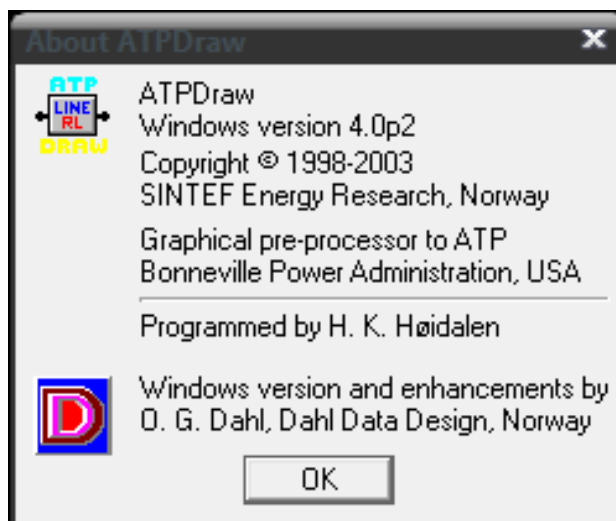 About ATPDraw
ATP
LINE
RL
DRAW
ATPDraw
Windows version 4.0p2
Copyright © 1998-2003
SINTEF Energy Research, Norway
Graphical pre-processor to ATP
Bonneville Power Administration, USA
Programmed by H. K. Høidalen
D
Windows version and enhancements by
O. G. Dahl, Dahl Data Design, Norway
OK